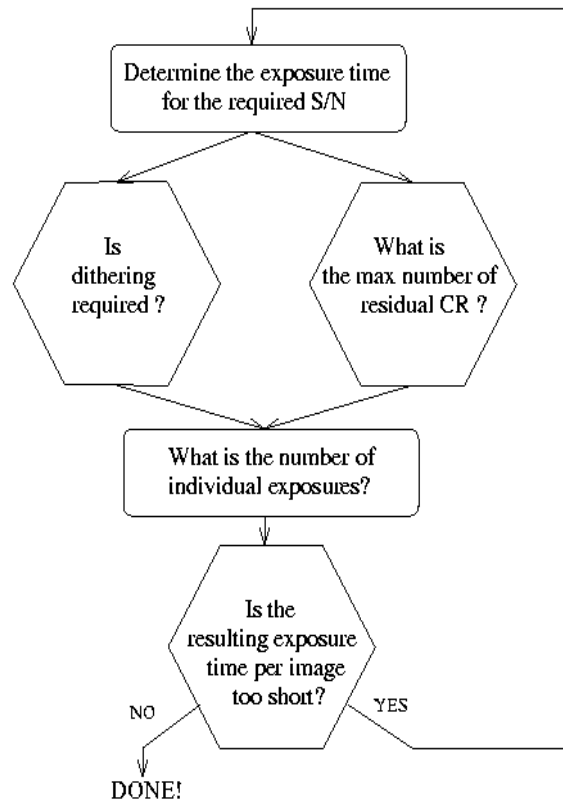 Determine the exposure time
for the required S/N
Is
dithering
required ?
What is
the max number of
residual CR ?
What is the number of
individual exposures?
Is the
resulting exposure
time per image
too short?
NO
YES
DONE!